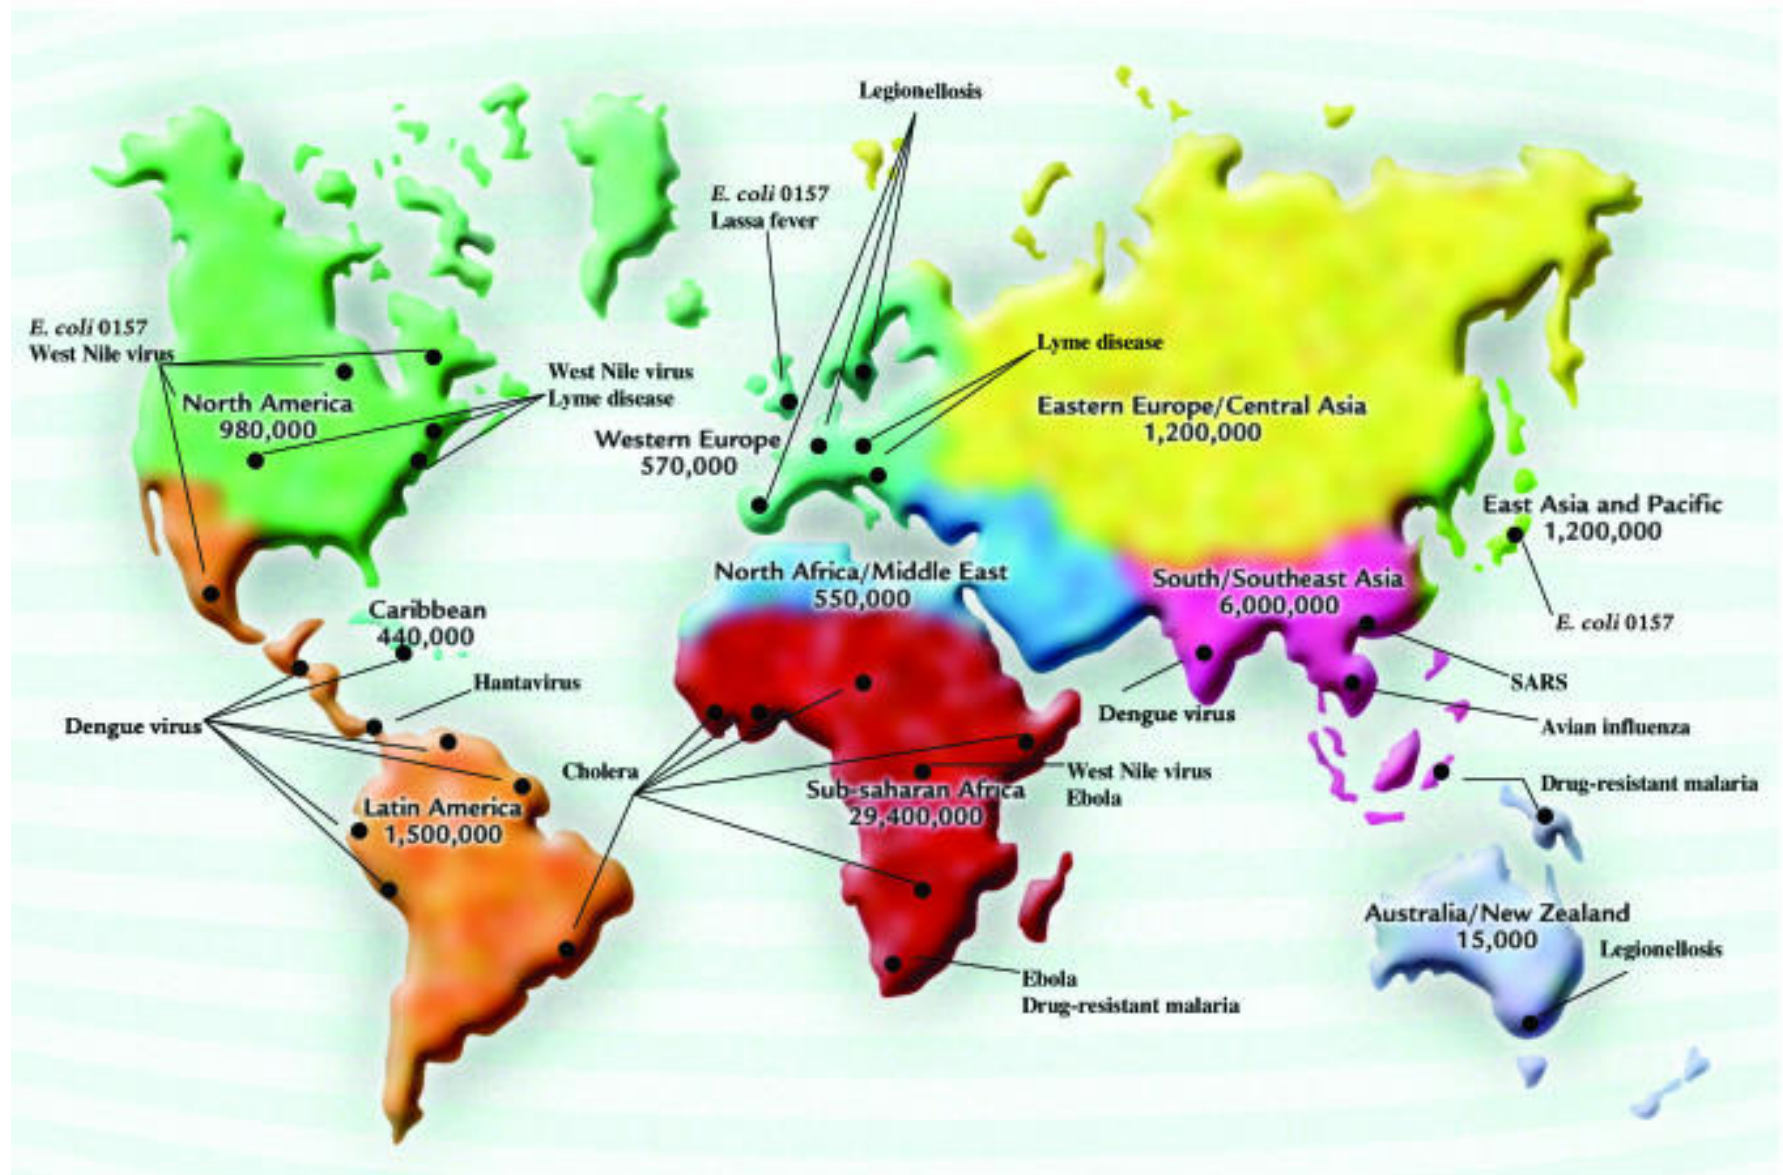 Legionellosis
E. coli 0157
Lassa fever
E. coli 0157
West Nile virus
Lyme disease
West Nile virus
Lyme disease
North America
980,000
Western Europe
570,000
Eastern Europe/Central Asia
1,200,000
East Asia and Pacific
1,200,000
North Africa/Middle East
550,000
South/Southeast Asia
6,000,000
Caribbean
440,000
E. coli 0157
Hantavirus
SARS
Dengue virus
Dengue virus
Avian influenza
Cholera
West Nile virus
Ebola
Drug-resistant malaria
Sub-saharan Africa
29,400,000
Latin America
1,500,000
Australia/New Zealand
15,000
Legionellosis
Ebola
Drug-resistant malaria